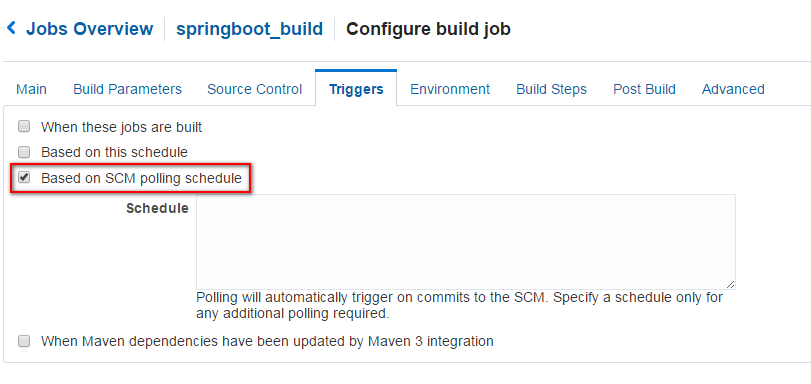 Jobs Overview springboot_build Configure build job
Main Build Parameters Source Control Triggers Environment Build Steps Post Build Advanced
When these jobs are built
Based on this schedule
Based on SCM polling schedule
Schedule
Polling will automatically trigger on commits to the SCM. Specify a schedule only for
any additional polling required.
When Maven dependencies have been updated by Maven 3 integration